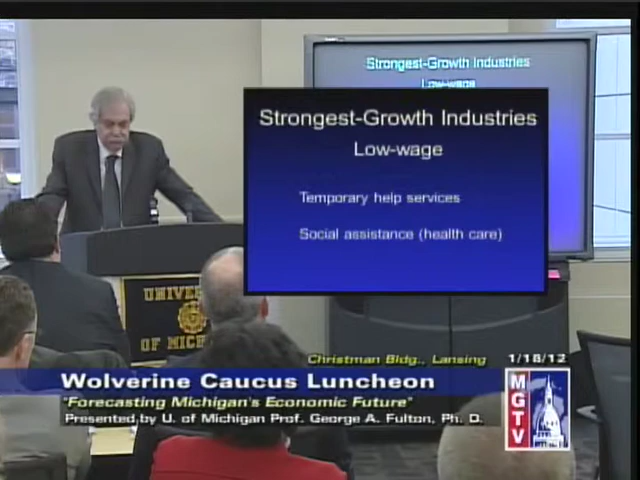 Strongest-Growth Industries
Low-wage
Strongest-Growth Industries
Low-wage
Temporary help services
Social assistance (health care)
UNIVER
OF MICH
Christman Bldg., Lansing
1/18/12
Wolverine Caucus Luncheon
"Forecasting Michigan's Economic Future"
Presented by U. of Michigan Prof. George A. Fulton, Ph. D.
MGTV